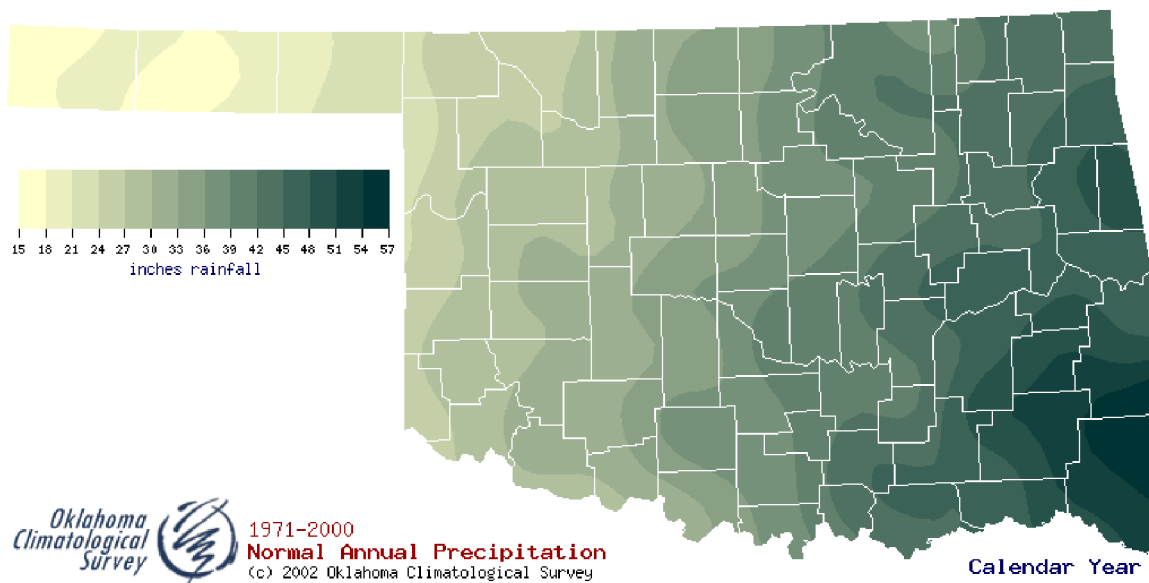 15 18 21 24 27 30 33 36 39 42 45 48 51 54 57
inches rainfall
Oklahoma
Climatological
Survey
1971-2000
Normal Annual Precipitation
(c) 2002 Oklahoma Climatological Survey
Calendar Year